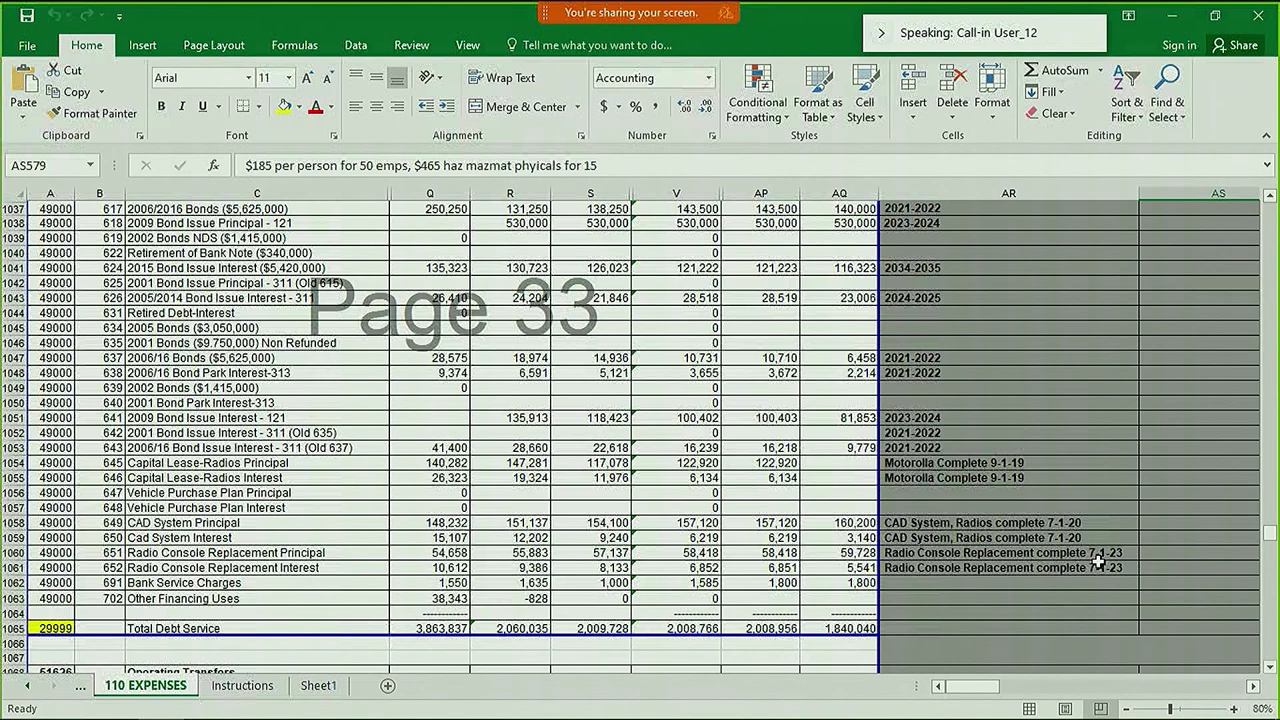 You're sharing your screen.
Speaking: Call-in User_12
File Home Insert Page Layout Formulas Data Review View Tell me what you want to do... Sign in Share
Cut
Copy
Format Painter
Paste
Arial 11
B I U
Wrap Text
Merge & Center
Accounting
$ % ,
Conditional Formatting
Format as Table
Cell Styles
Insert Delete Format
AutoSum
Fill
Clear
Sort & Filter
Find & Select
Clipboard Font Alignment Number Styles Cells Editing
AS579 fx $185 per person for 50 emps, $465 haz mazmat phyicals for 15
A B C Q R S V AP AQ AR AS
1037 49000 617 2006/2016 Bonds ($5,625,000) 250,250 131,250 138,250 143,500 143,500 140,000 2021-2022
1038 49000 618 2009 Bond Issue Principal - 121 530,000 530,000 530,000 530,000 530,000 2023-2024
1039 49000 619 2002 Bonds NDS ($1,415,000) 0 0
1040 49000 622 Retirement of Bank Note ($340,000) 0
1041 49000 624 2015 Bond Issue Interest ($5,420,000) 135,323 130,723 126,023 121,222 121,223 116,323 2034-2035
1042 49000 625 2001 Bond Issue Principal - 311 (Old 615) 0
1043 49000 626 2005/2014 Bond Issue Interest - 311 26,410 24,204 21,846 28,518 28,519 23,006 2024-2025
1044 49000 631 Retired Debt-Interest 0 0
1045 49000 634 2005 Bonds ($3,050,000) 0
1046 49000 635 2001 Bonds ($9.750,000) Non Refunded 0
1047 49000 637 2006/16 Bonds ($5,625,000) 28,575 18,974 14,936 10,731 10,710 6,458 2021-2022
1048 49000 638 2006/16 Bond Park Interest-313 9,374 6,591 5,121 3,655 3,672 2,214 2021-2022
1049 49000 639 2002 Bonds ($1,415,000) 0 0
1050 49000 640 2001 Bond Park Interest-313 0
1051 49000 641 2009 Bond Issue Interest - 121 135,913 118,423 100,402 100,403 81,853 2023-2024
1052 49000 642 2001 Bond Issue Interest - 311 (Old 635) 0 2021-2022
1053 49000 643 2006/16 Bond Issue Interest - 311 (Old 637) 41,400 28,660 22,618 16,239 16,218 9,779 2021-2022
1054 49000 645 Capital Lease-Radios Principal 140,282 147,281 117,078 122,920 122,920 Motorolla Complete 9-1-19
1055 49000 646 Capital Lease Interest 26,323 19,324 11,976 6,134 6,134 Motorolla Complete 9-1-19
1056 49000 647 Vehicle Purchase Plan Principal 0 0
1057 49000 648 Vehicle Purchase Plan Interest 0 0
1058 49000 649 CAD System Principal 148,232 151,137 154,100 157,120 157,120 160,200 CAD System, Radios complete 7-1-20
1059 49000 650 CAD System Interest 15,107 12,202 9,240 6,219 6,219 3,140 CAD System, Radios complete 7-1-20
1060 49000 651 Radio Console Replacement Principal 54,658 55,883 57,137 58,418 58,418 59,728 Radio Console Replacement complete 7-1-23
1061 49000 652 Radio Console Replacement Interest 10,612 9,386 8,133 6,852 6,851 5,541 Radio Console Replacement complete 7-1-23
1062 49000 691 Bank Service Charges 1,550 1,635 1,000 1,585 1,800 1,800
1063 49000 702 Other Financing Uses 38,343 -828 0 0
1064 ----------- ----------- ----------- -----------
1065 29999 Total Debt Service 3,863,837 2,060,035 2,009,728 2,008,766 2,008,956 1,840,040
1066
1067
1068 51626 Operating Transfers
Page 33
... 110 EXPENSES Instructions Sheet1
Ready 80%